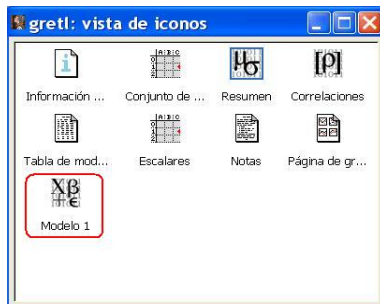 gretl: vista de iconos
Información ...
Conjunto de ...
Resumen
Correlaciones
Tabla de mod...
Escalares
Notas
Página de gr...
Modelo 1